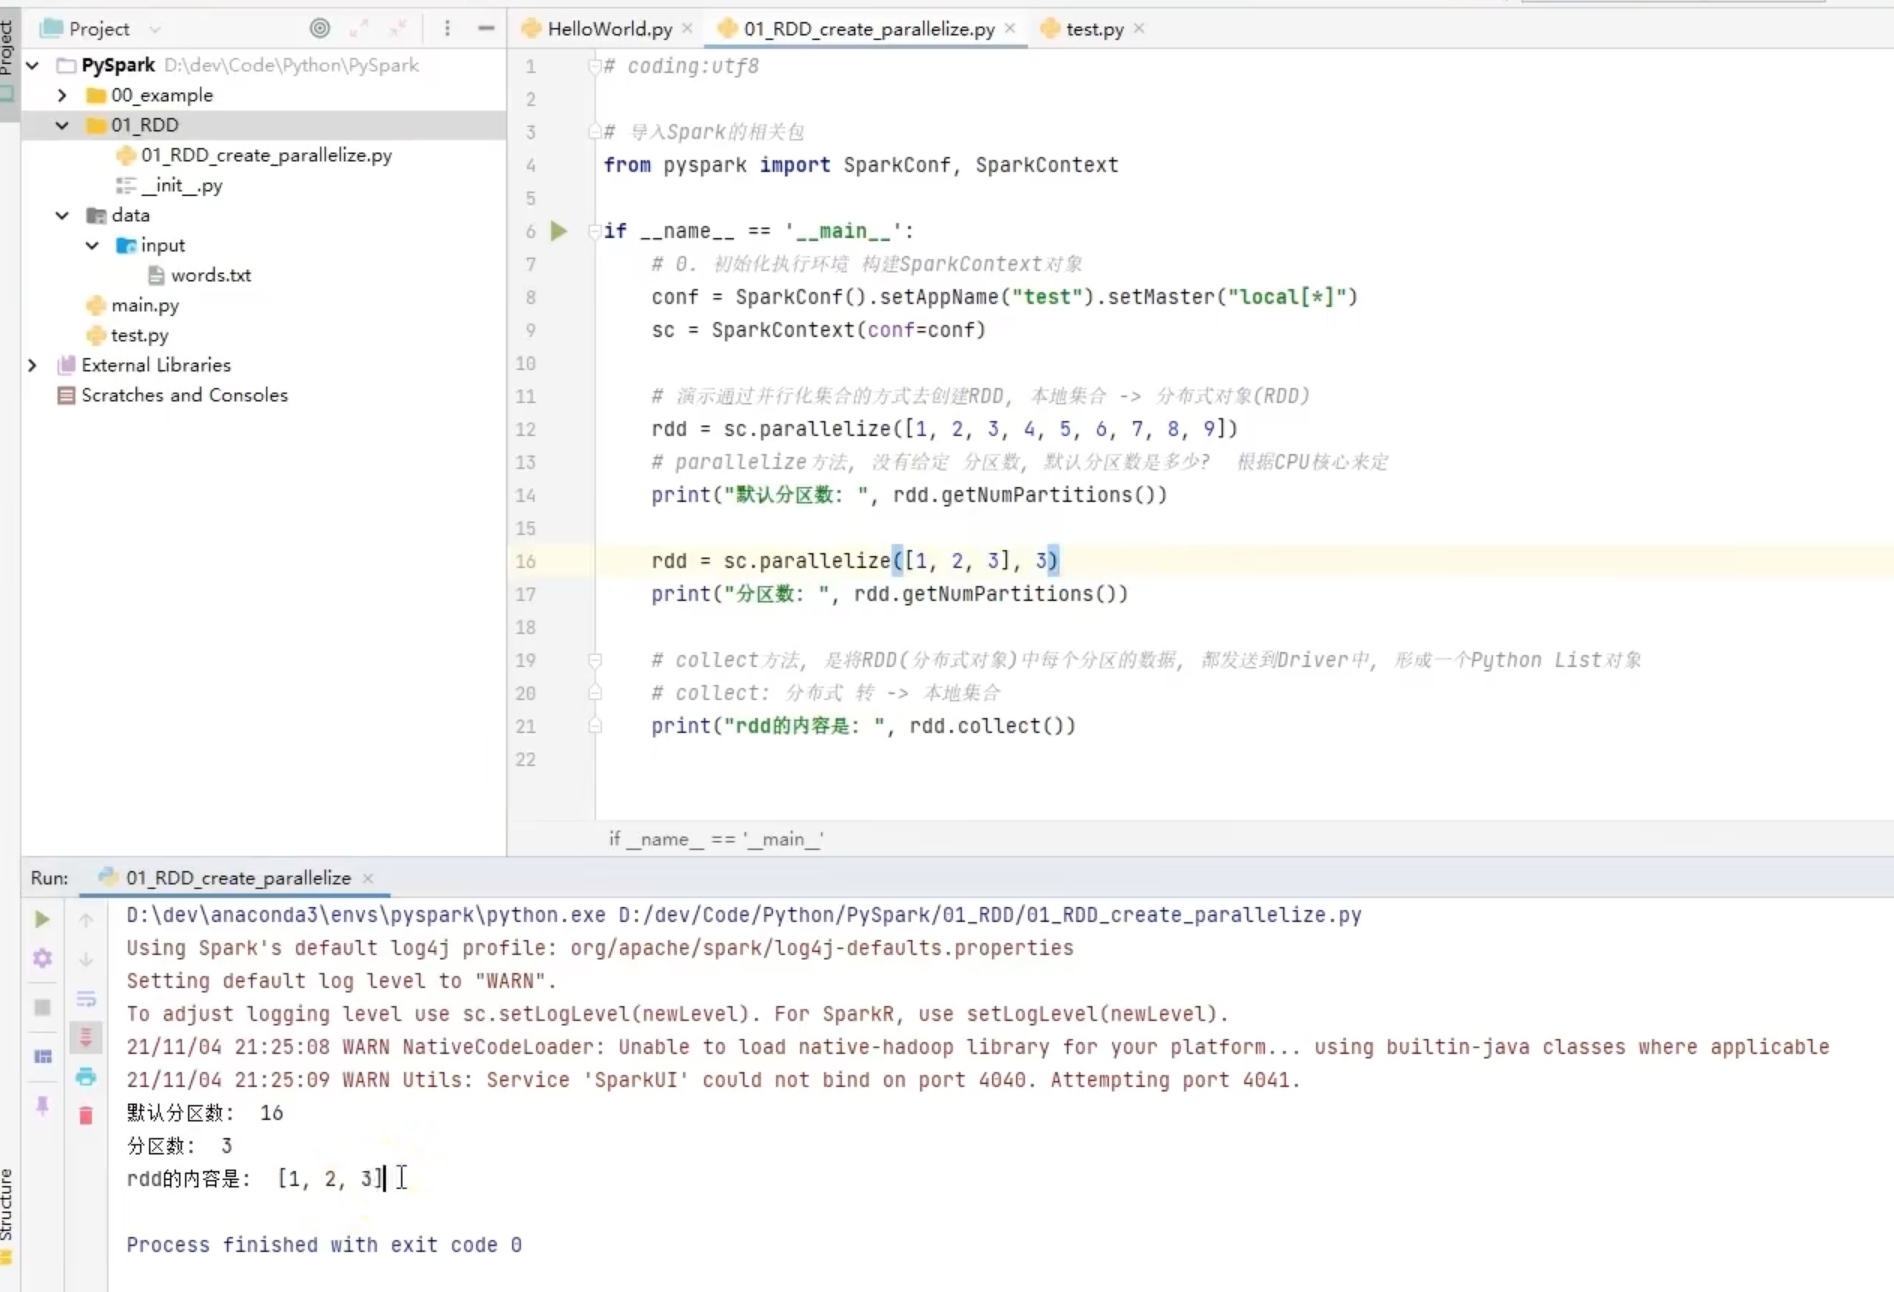 Project
HelloWorld.py
01_RDD_create_parallelize.py
test.py
Project
PySpark D:\dev\Code\Python\PySpark
00_example
01_RDD
01_RDD_create_parallelize.py
__init__.py
data
input
words.txt
main.py
test.py
External Libraries
Scratches and Consoles
1 # coding:utf8
2
3 # 导入Spark的相关包
4 from pyspark import SparkConf, SparkContext
5
6 if __name__ == '__main__':
7 # 0. 初始化执行环境 构建SparkContext对象
8 conf = SparkConf().setAppName("test").setMaster("local[*]")
9 sc = SparkContext(conf=conf)
10
11 # 演示通过并行化集合的方式去创建RDD, 本地集合 -> 分布式对象(RDD)
12 rdd = sc.parallelize([1, 2, 3, 4, 5, 6, 7, 8, 9])
13 # parallelize方法, 没有给定 分区数, 默认分区数是多少? 根据CPU核心来定
14 print("默认分区数: ", rdd.getNumPartitions())
15
16 rdd = sc.parallelize([1, 2, 3], 3)
17 print("分区数: ", rdd.getNumPartitions())
18
19 # collect方法, 是将RDD(分布式对象)中每个分区的数据, 都发送到Driver中, 形成一个Python List对象
20 # collect: 分布式 转 -> 本地集合
21 print("rdd的内容是: ", rdd.collect())
22
if __name__ == '__main__'
Run: 01_RDD_create_parallelize
D:\dev\anaconda3\envs\pyspark\python.exe D:/dev/Code/Python/PySpark/01_RDD/01_RDD_create_parallelize.py
Using Spark's default log4j profile: org/apache/spark/log4j-defaults.properties
Setting default log level to "WARN".
To adjust logging level use sc.setLogLevel(newLevel). For SparkR, use setLogLevel(newLevel).
21/11/04 21:25:08 WARN NativeCodeLoader: Unable to load native-hadoop library for your platform... using builtin-java classes where applicable
21/11/04 21:25:09 WARN Utils: Service 'SparkUI' could not bind on port 4040. Attempting port 4041.
默认分区数:  16
分区数:  3
rdd的内容是:  [1, 2, 3]
Process finished with exit code 0
Structure